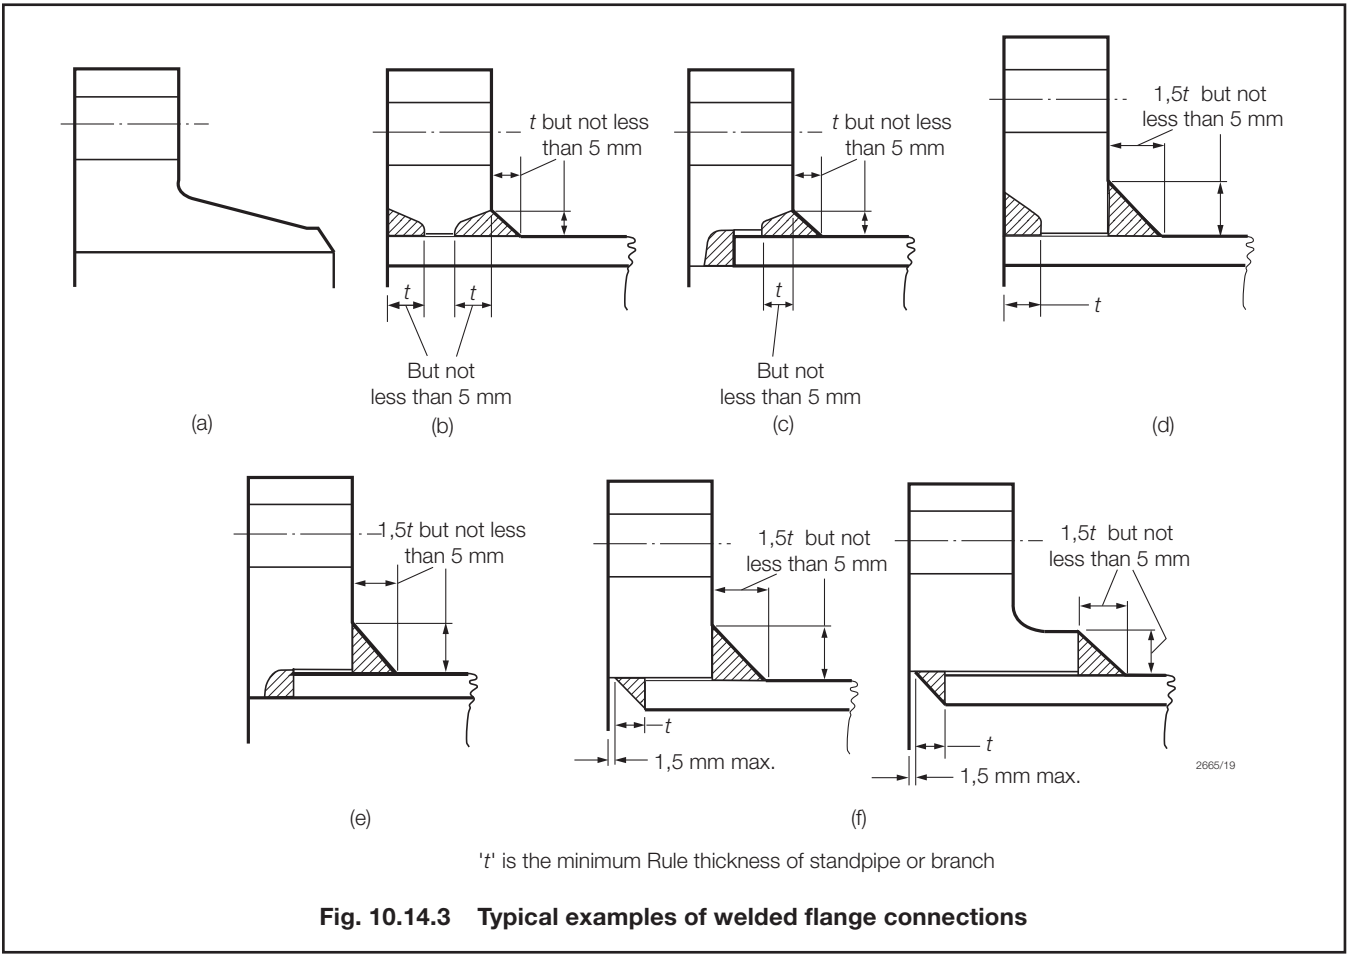 t but not less
than 5 mm
t
t
But not
less than 5 mm
(a)
(b)
t but not less
than 5 mm
t
But not
less than 5 mm
(c)
1,5t but not
less than 5 mm
t
(d)
1,5t but not less
than 5 mm
(e)
1,5t but not
less than 5 mm
t
1,5 mm max.
1,5t but not
less than 5 mm
t
1,5 mm max.
2665/19
(f)
't' is the minimum Rule thickness of standpipe or branch
Fig. 10.14.3 Typical examples of welded flange connections